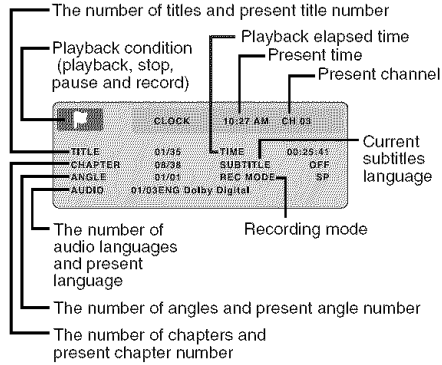 The number of titles and present title number
Playback condition
(playback, stop,
pause and record)
Playback elapsed time
Present time
Present channel
CLOCK 10:27 AM CH 03
TITLE 01/35 TIME 00:25:41
CHAPTER 08/38 SUBTITLE OFF
ANGLE 01/01 REC MODE SP
AUDIO 01/03ENG Dolby Digital
Current
subtitles
language
The number of
audio languages
and present
language
Recording mode
The number of angles and present angle number
The number of chapters and
present chapter number